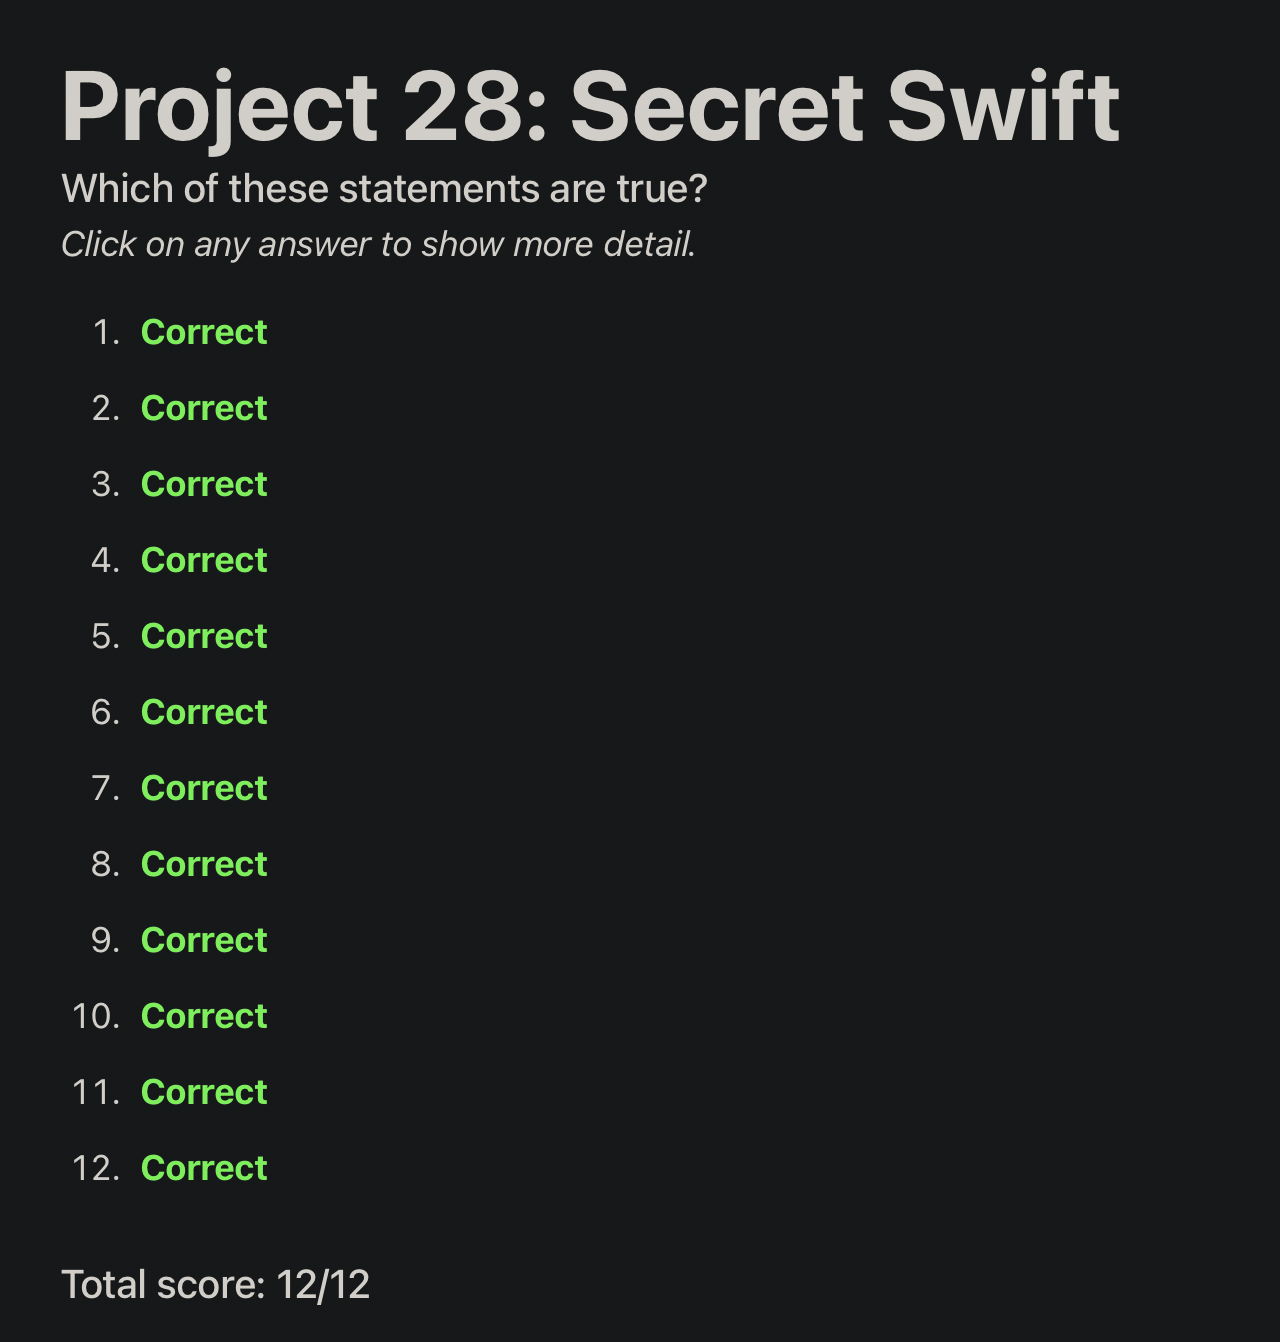 Project 28: Secret Swift
Which of these statements are true?
Click on any answer to show more detail.
1. Correct
2. Correct
3. Correct
4. Correct
5. Correct
6. Correct
7. Correct
8. Correct
9. Correct
10. Correct
11. Correct
12. Correct
Total score: 12/12